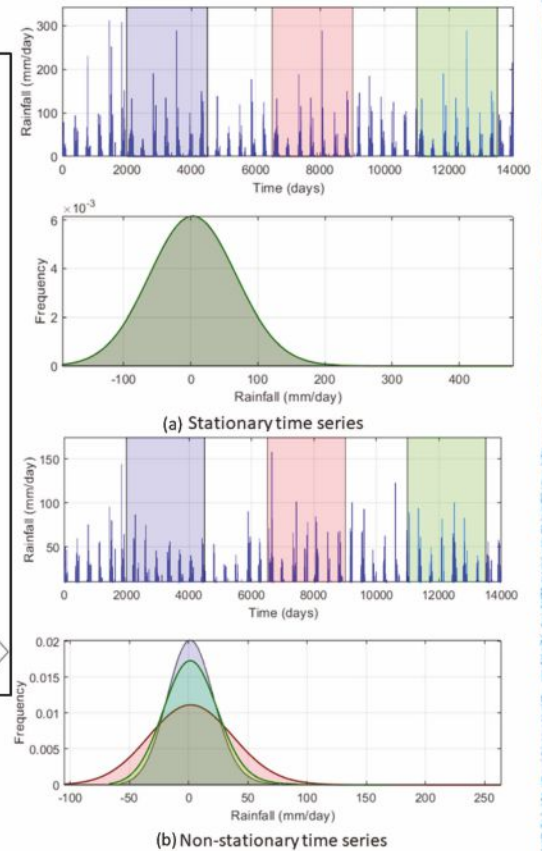 Rainfall (mm/day)
300
200
100
0
0 2000 4000 6000 8000 10000 12000 14000
Time (days)
×10⁻³
Frequency
6
4
2
0
-100 0 100 200 300 400
Rainfall (mm/day)
(a) Stationary time series
Rainfall (mm/day)
150
100
50
0 2000 4000 6000 8000 10000 12000 14000
Time (days)
Frequency
0.02
0.015
0.01
0.005
0
-100 -50 0 50 100 150 200 250
Rainfall (mm/day)
(b) Non-stationary time series